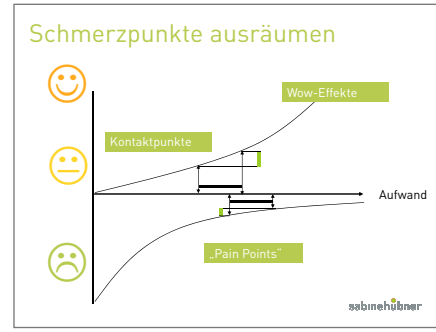 Schmerzpunkte ausräumen
Wow-Effekte
Kontaktpunkte
Aufwand
„Pain Points"
sabinehübner